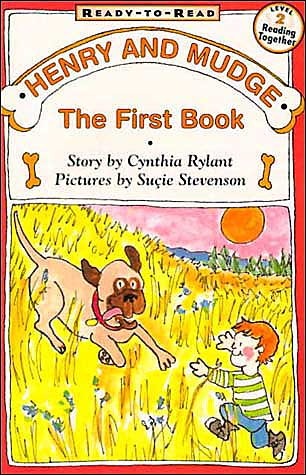 READY-TO-READ
LEVEL 2
Reading Together
HENRY AND MUDGE
The First Book
Story by Cynthia Rylant
Pictures by Suçie Stevenson